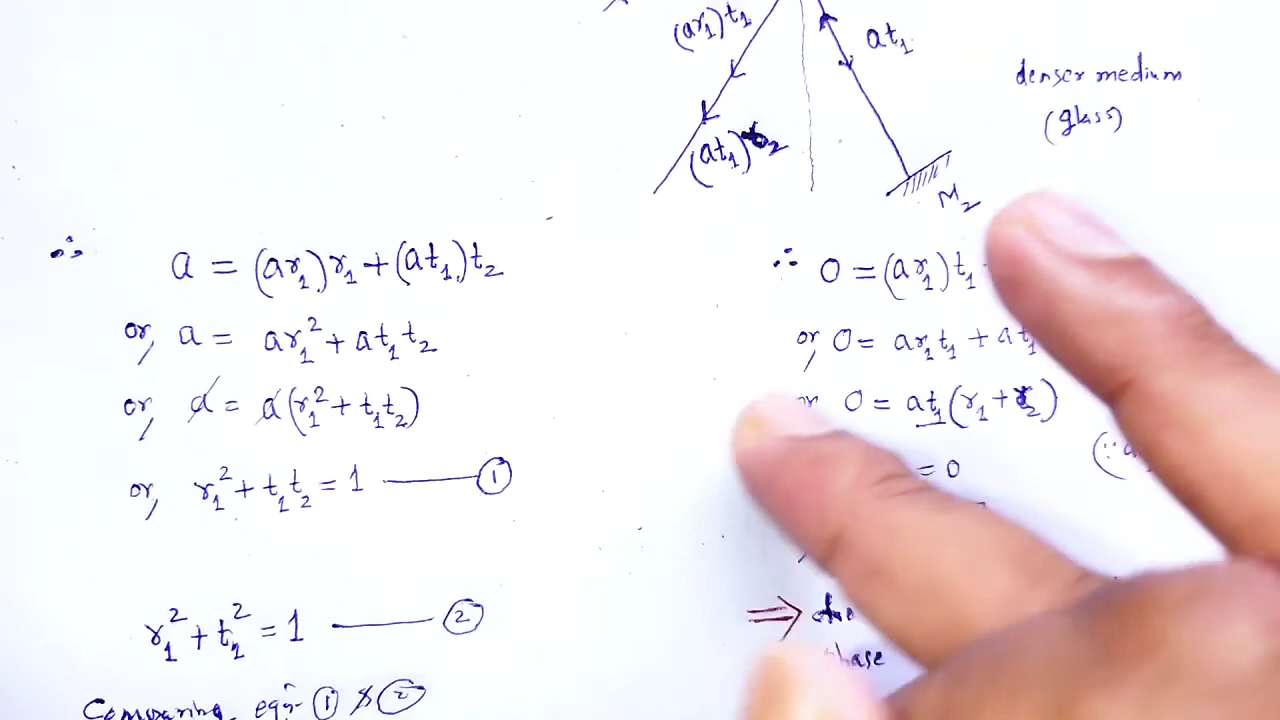 (ar₁)t₁
at₁
denser medium
(glass)
(at₁)t₂
M₂
∴ a = (ar₁)r₁ + (at₁)t₂
or, a = ar₁² + at₁t₂
or, a = a(r₁² + t₁t₂)
or, r₁² + t₁t₂ = 1 —— ①
r₁² + t₁² = 1 —— ②
Comparing eqn ① & ②
∴ 0 = (ar₁)t₁
or, 0 = ar₁t₁ + at₁
or 0 = at₁(r₁ + r₂)
(∵ a
= 0
⇒
phase